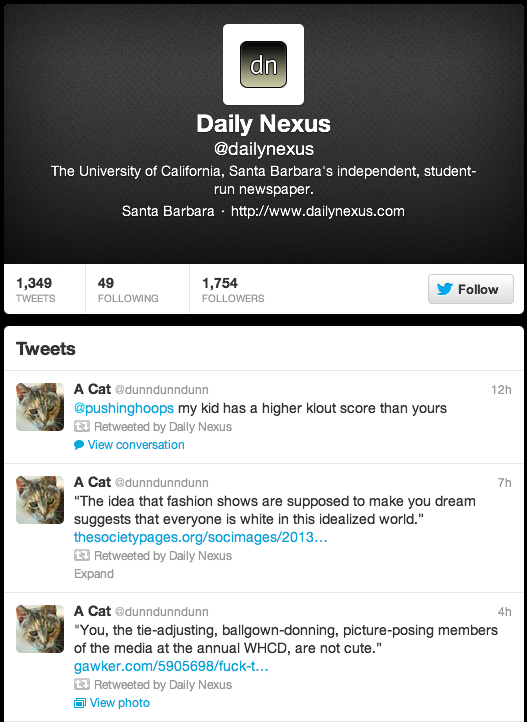 dn
Daily Nexus
@dailynexus
The University of California, Santa Barbara's independent, student-
run newspaper.
Santa Barbara · http://www.dailynexus.com
1,349 49 1,754
TWEETS FOLLOWING FOLLOWERS
Follow
Tweets
A Cat @dunndunndunn 12h
@pushinghoops my kid has a higher klout score than yours
Retweeted by Daily Nexus
View conversation
A Cat @dunndunndunn 7h
“The idea that fashion shows are supposed to make you dream
suggests that everyone is white in this idealized world.”
thesocietypages.org/socimages/2013…
Retweeted by Daily Nexus
Expand
A Cat @dunndunndunn 4h
"You, the tie-adjusting, ballgown-donning, picture-posing members
of the media at the annual WHCD, are not cute."
gawker.com/5905698/fuck-t…
Retweeted by Daily Nexus
View photo